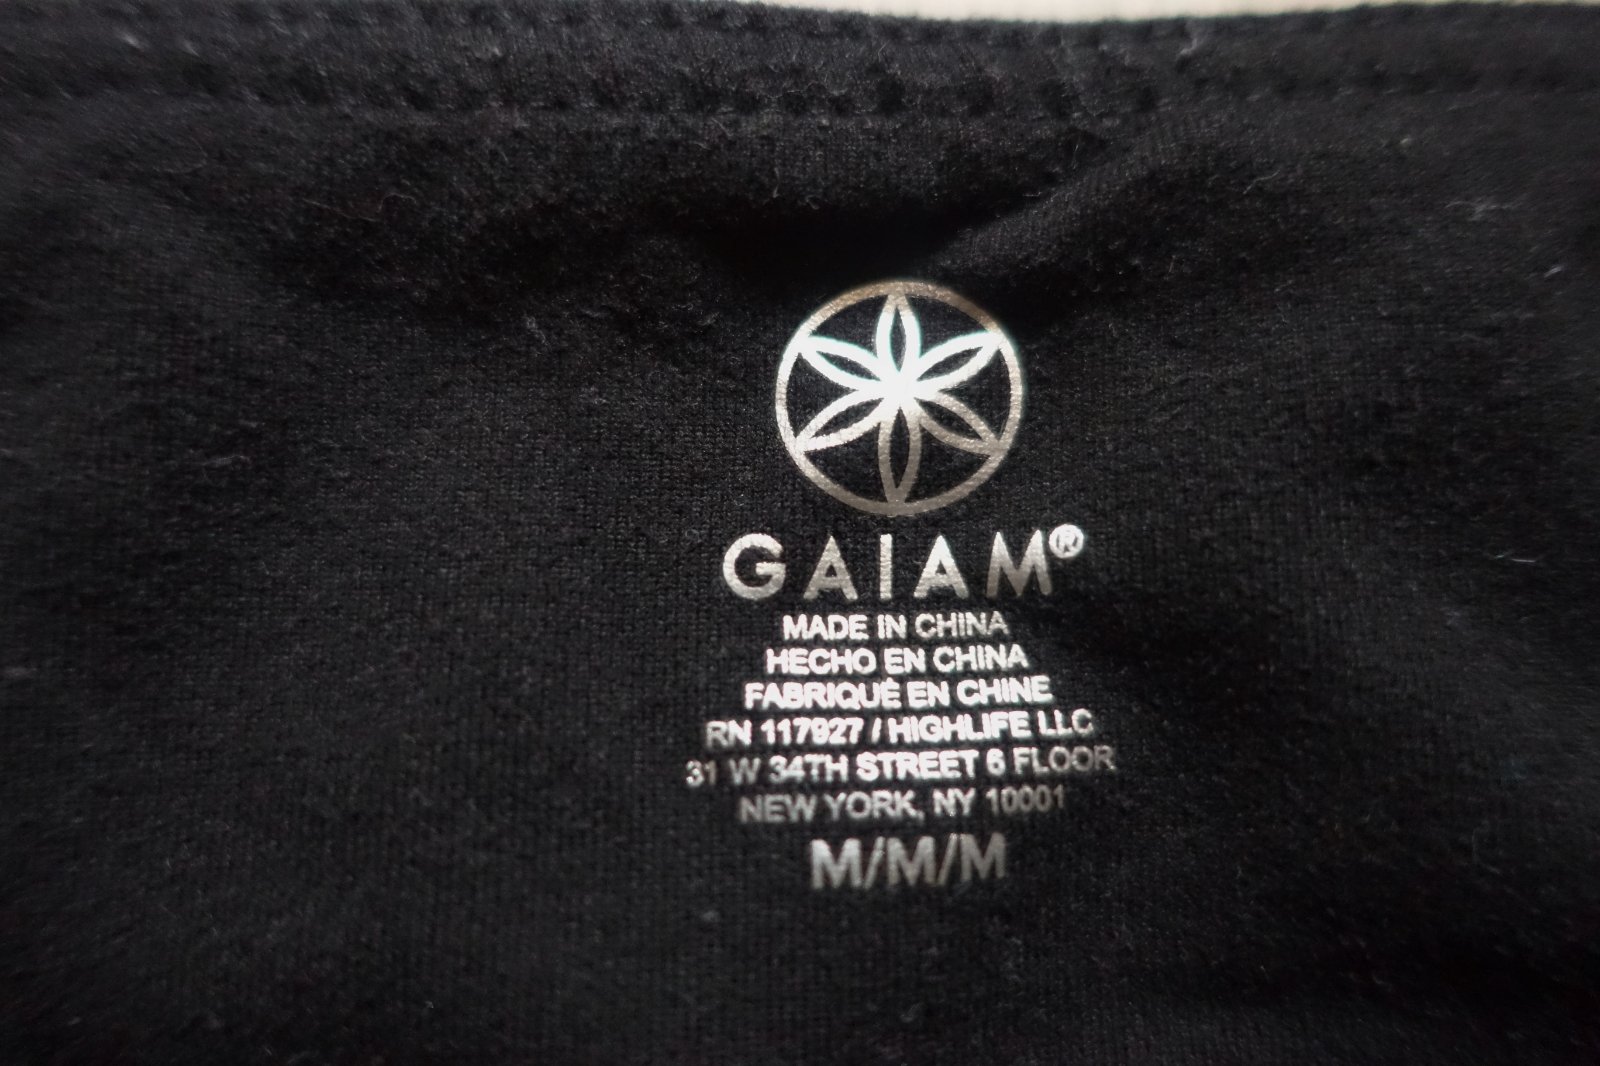 GAIAM®
MADE IN CHINA
HECHO EN CHINA
FABRIQUÉ EN CHINE
RN 117927 / HIGHLIFE LLC
31 W 34TH STREET 6 FLOOR
NEW YORK, NY 10001
M/M/M